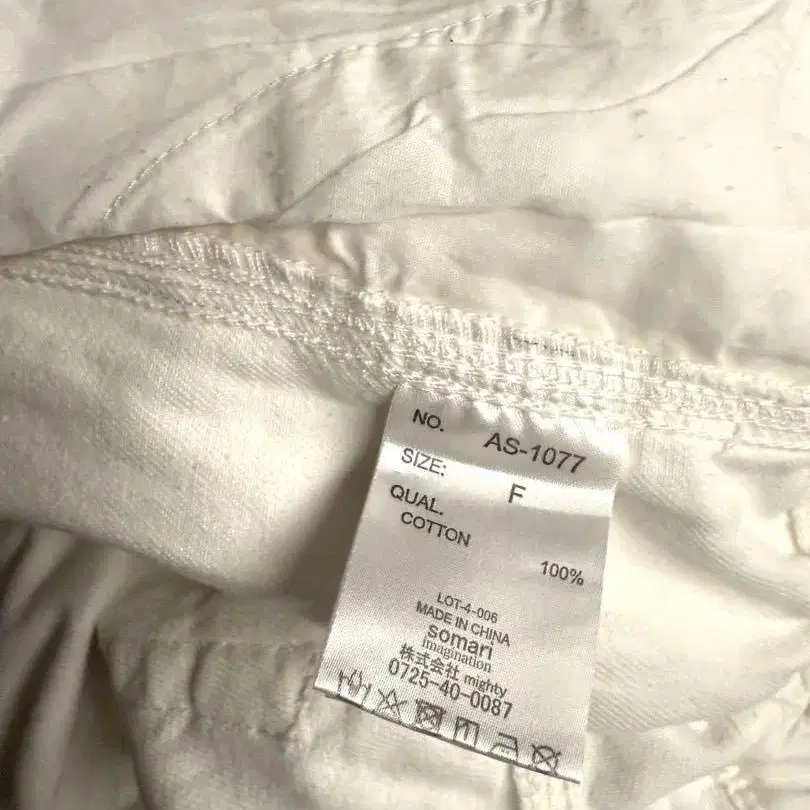 NO. AS-1077
SIZE: F
QUAL.
COTTON
100%
LOT-4-006
MADE IN CHINA
somari
imagination
株式会社 mighty
0725-40-0087